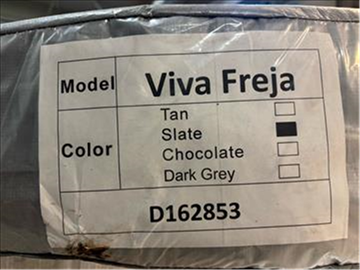 Model Viva Freja
Color
Tan
Slate
Chocolate
Dark Grey
D162853